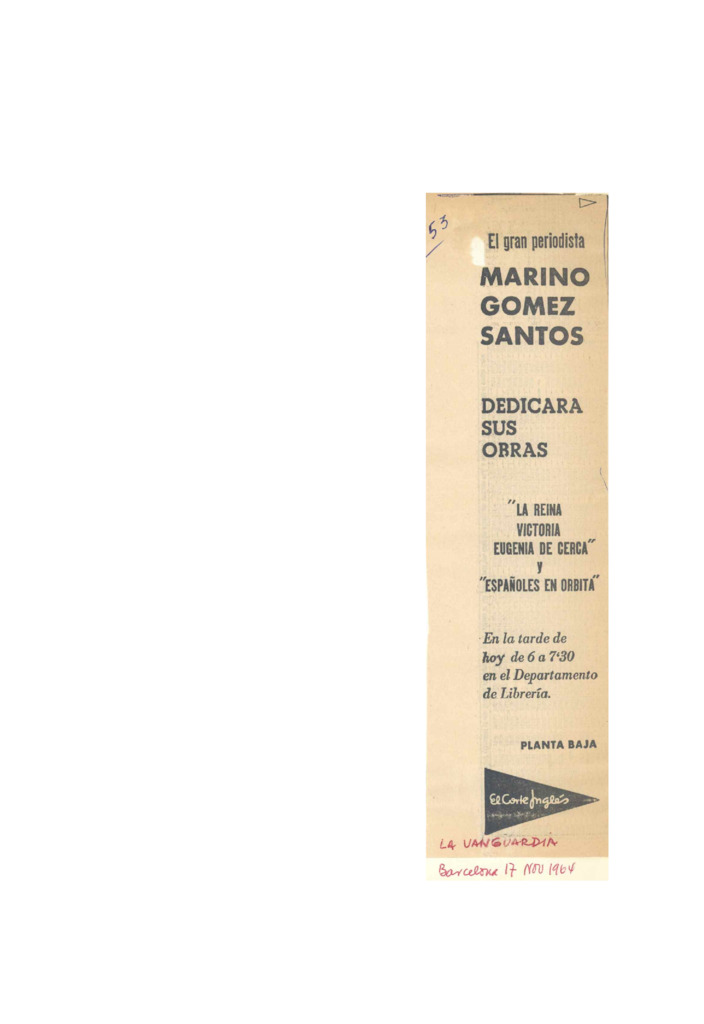 53
El gran periodista
MARINO
GOMEZ
SANTOS
DEDICARA
SUS
OBRAS
"LA REINA
VICTORIA
EUGENIA DE CERCA"
y
"ESPAÑOLES EN ORBITA"
En la tarde de
hoy de 6 a 7'30
en el Departamento
de Librería.
PLANTA BAJA
El Corte Inglés
LA VANGUARDIA
Barcelona 17 NOV 1964